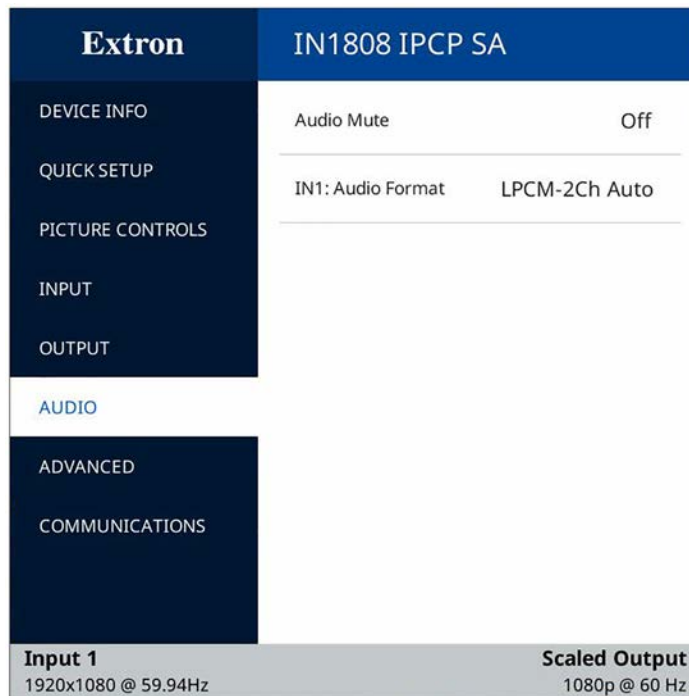 Extron
IN1808 IPCP SA
DEVICE INFO
QUICK SETUP
PICTURE CONTROLS
INPUT
OUTPUT
AUDIO
ADVANCED
COMMUNICATIONS
Audio Mute Off
IN1: Audio Format LPCM-2Ch Auto
Input 1
1920x1080 @ 59.94Hz
Scaled Output
1080p @ 60 Hz